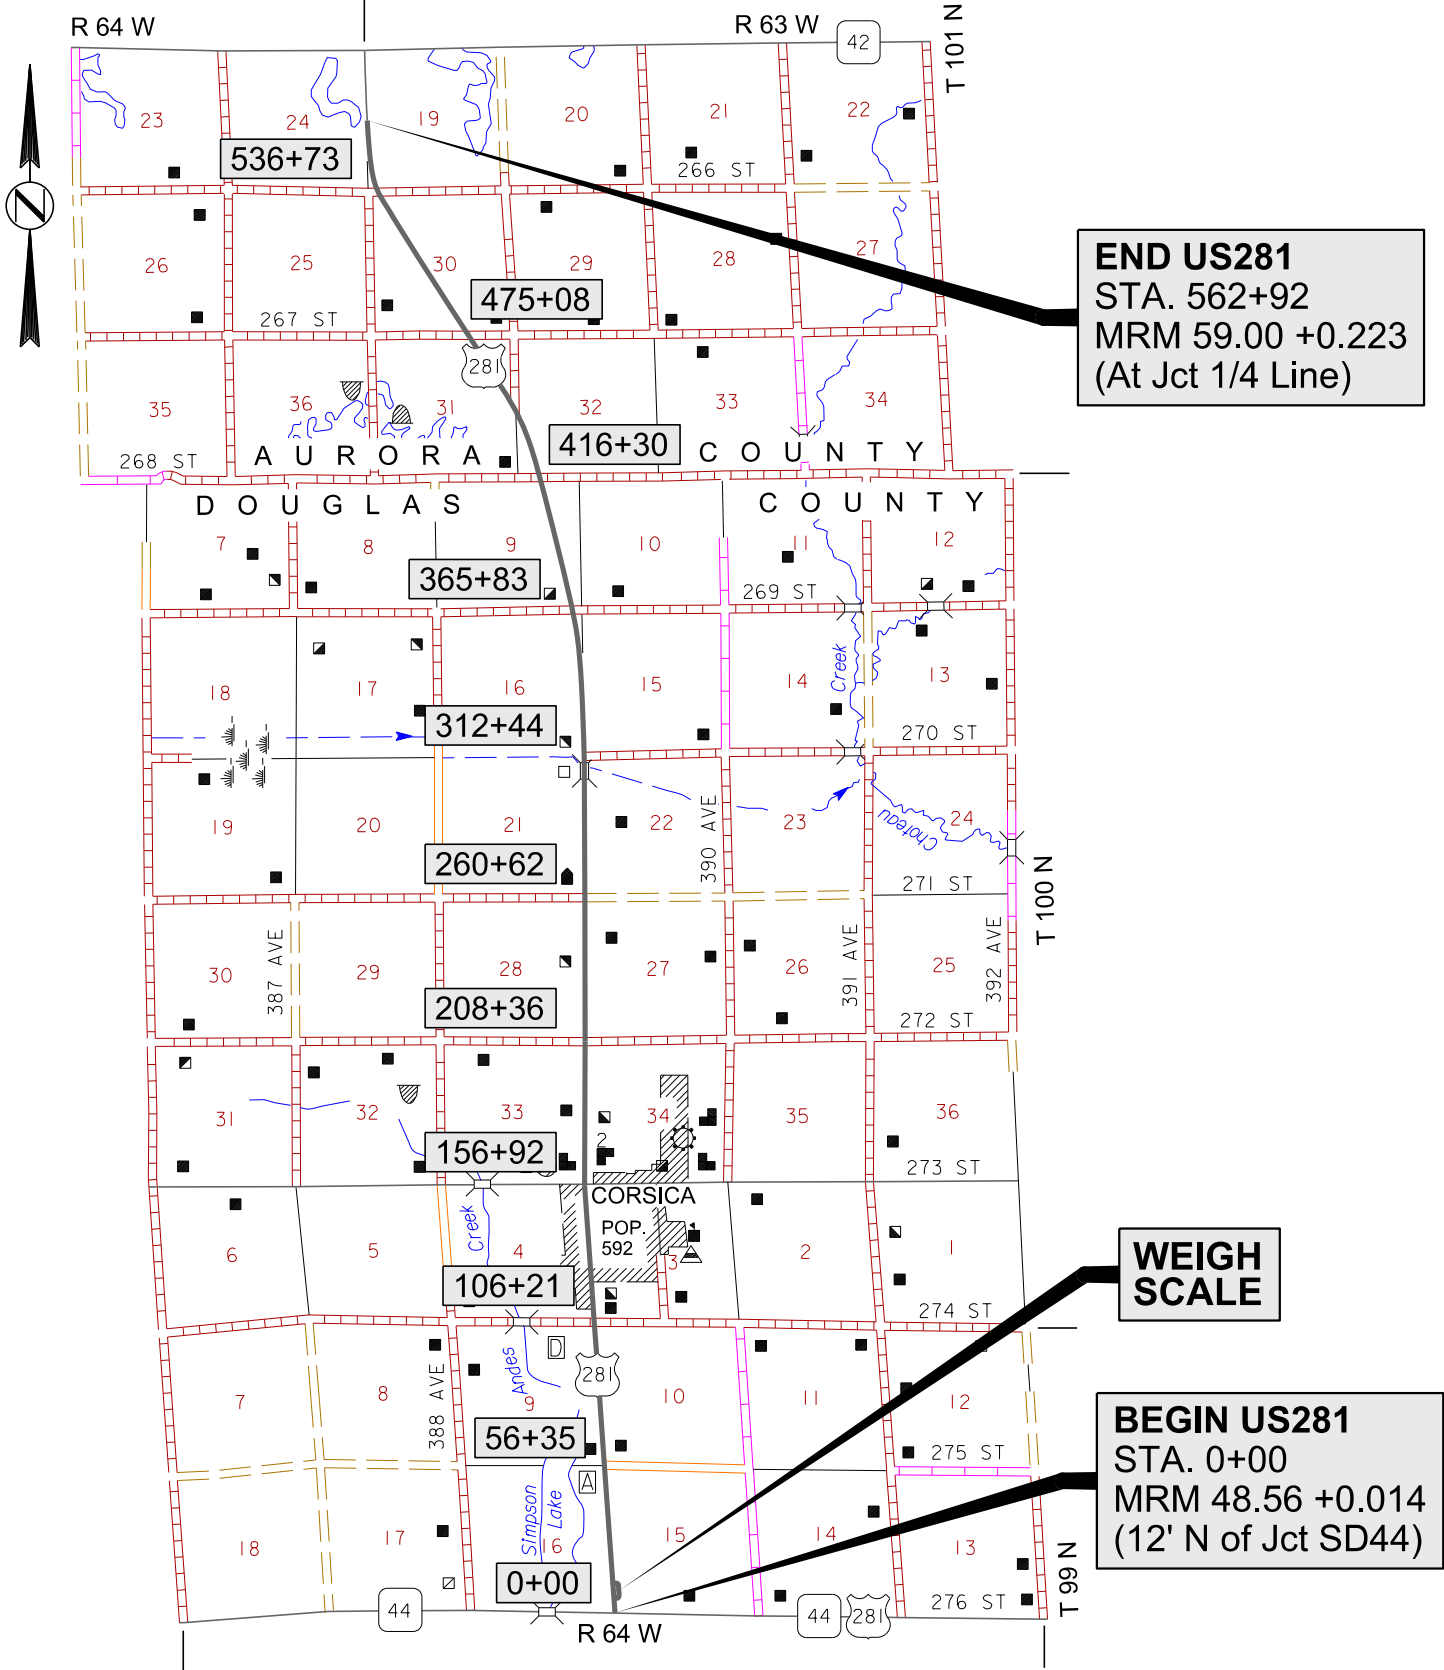 R 64 W
R 63 W
42
T 101 N
23
24
19
20
21
22
536+73
266 ST
N
26
25
30
29
28
27
475+08
267 ST
END US281
STA. 562+92
MRM 59.00 +0.223
(At Jct 1/4 Line)
281
35
36
31
32
33
34
416+30
268 ST
AURORA COUNTY
DOUGLAS COUNTY
7
8
9
10
11
12
365+83
269 ST
18
17
16
15
14
13
Creek
312+44
270 ST
19
20
21
22
23
24
390 AVE
Choteau
260+62
271 ST
T 100 N
30
29
28
27
26
25
387 AVE
391 AVE
392 AVE
208+36
272 ST
31
32
33
34
35
36
2
156+92
273 ST
CORSICA
POP.
592
6
5
4
3
2
1
Creek
106+21
274 ST
WEIGH
SCALE
D
281
Andes
7
8
9
10
11
12
388 AVE
56+35
275 ST
A
BEGIN US281
STA. 0+00
MRM 48.56 +0.014
(12' N of Jct SD44)
Simpson
Lake
18
17
16
15
14
13
0+00
276 ST
T 99 N
44
44
281
R 64 W